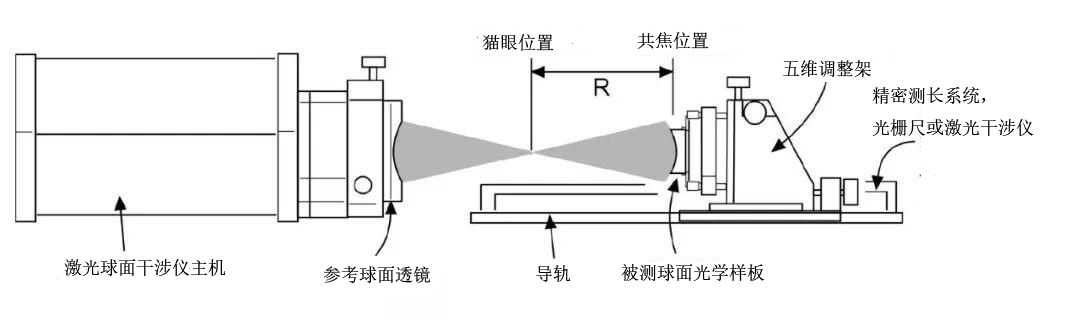 猫眼位置
共焦位置
R
五维调整架
精密测长系统，
光栅尺或激光干涉仪
激光球面干涉仪主机
参考球面透镜
导轨
被测球面光学样板